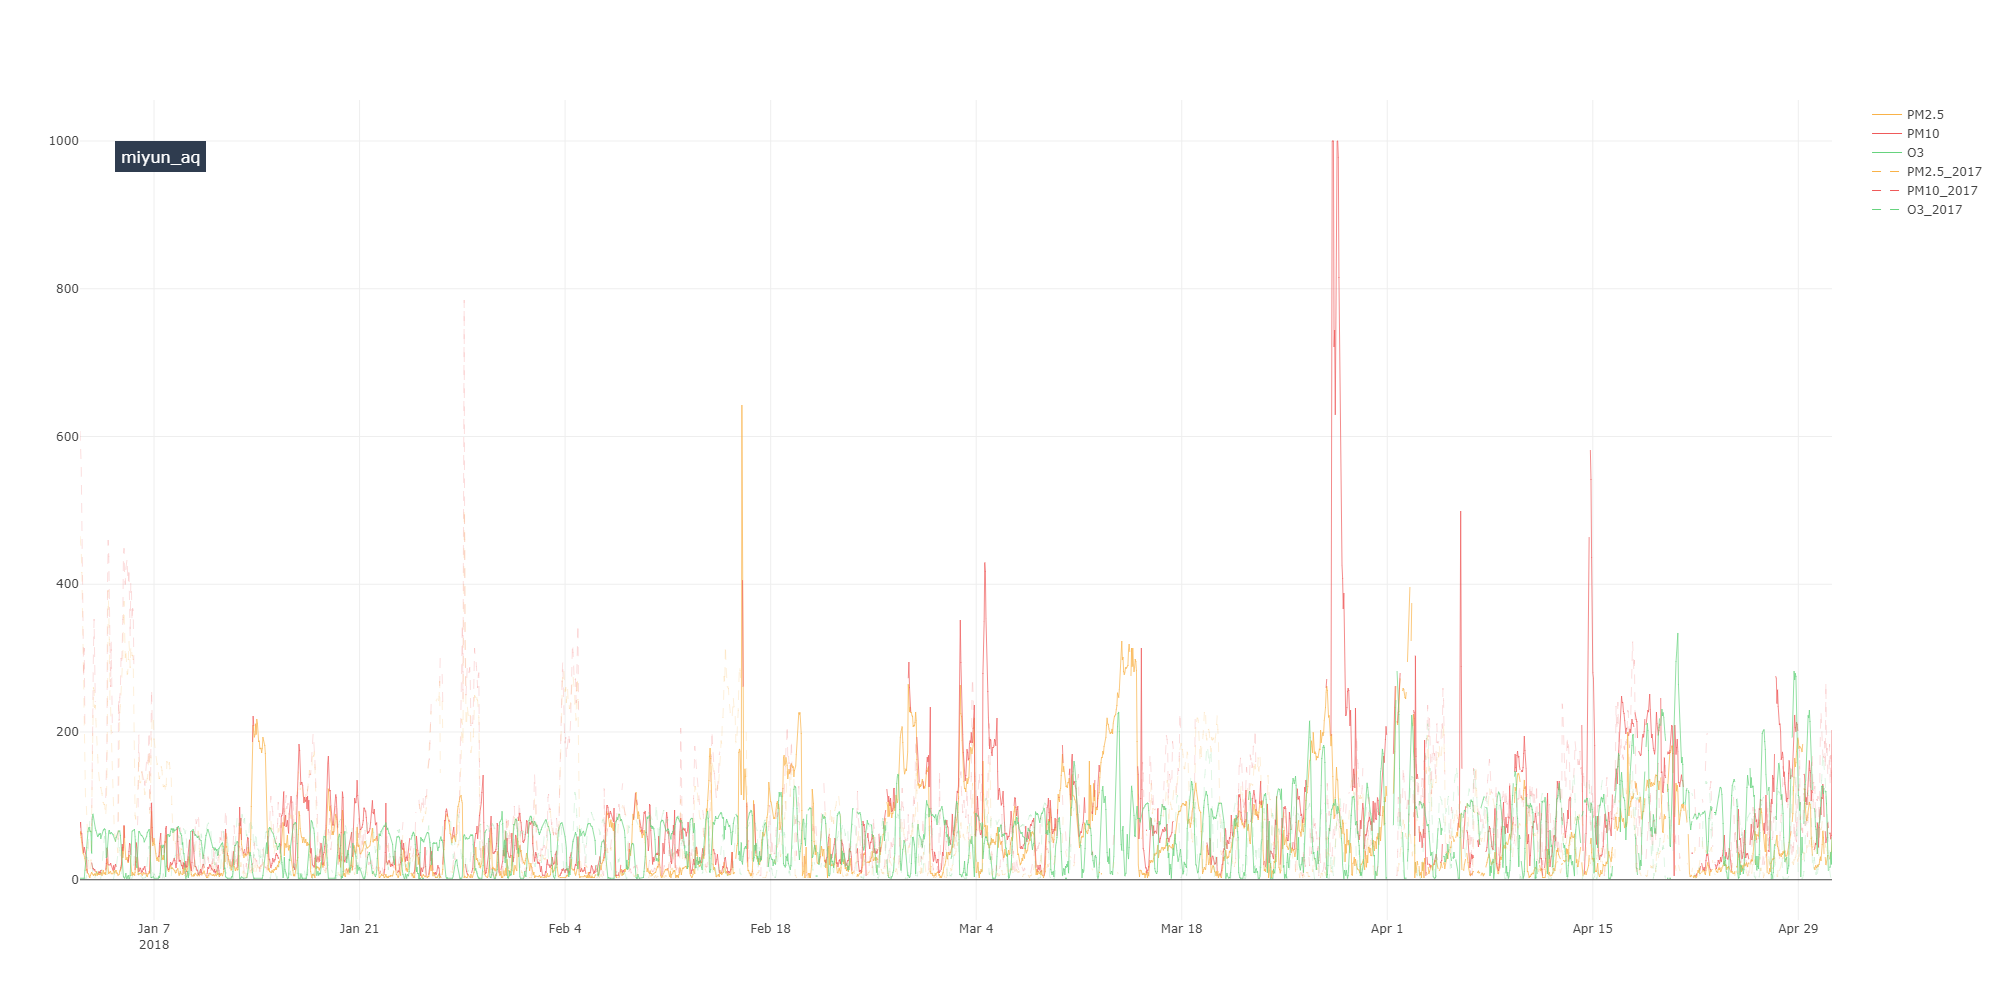 1000
800
600
400
200
0
miyun_aq
PM2.5
PM10
O3
PM2.5_2017
PM10_2017
O3_2017
Jan 7
2018
Jan 21
Feb 4
Feb 18
Mar 4
Mar 18
Apr 1
Apr 15
Apr 29